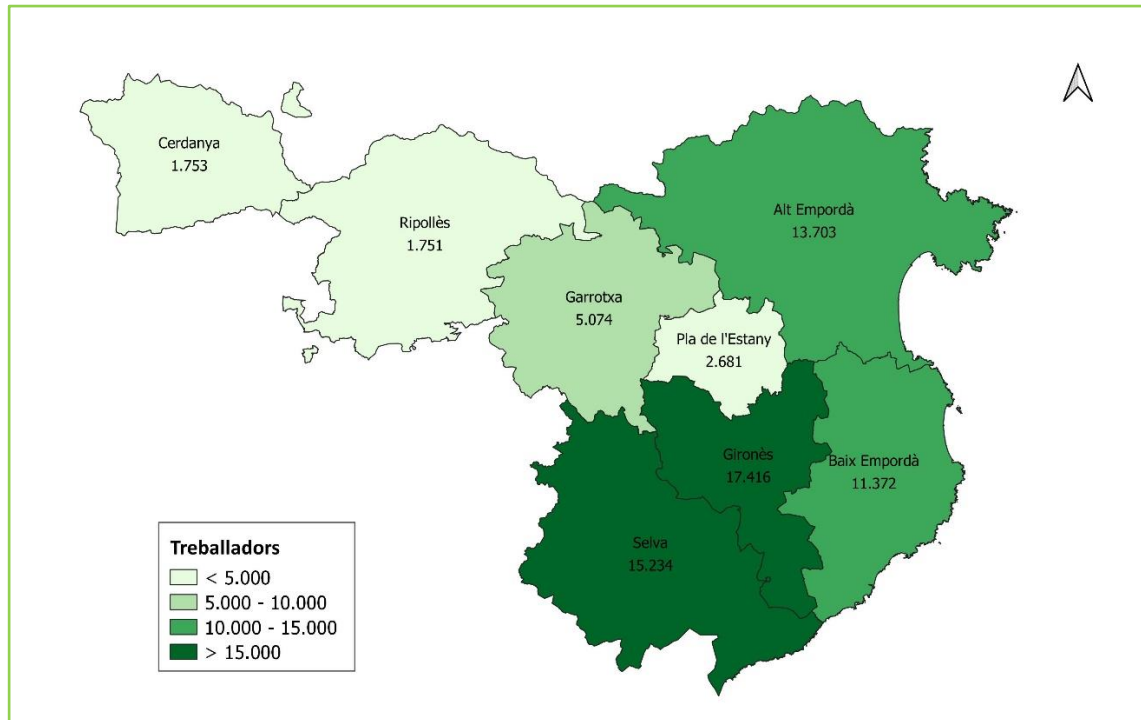 Cerdanya
1.753
Ripollès
1.751
Alt Empordà
13.703
Garrotxa
5.074
Pla de l'Estany
2.681
Gironès
17.416
Baix Empordà
11.372
Selva
15.234
Treballadors
< 5.000
5.000 - 10.000
10.000 - 15.000
> 15.000